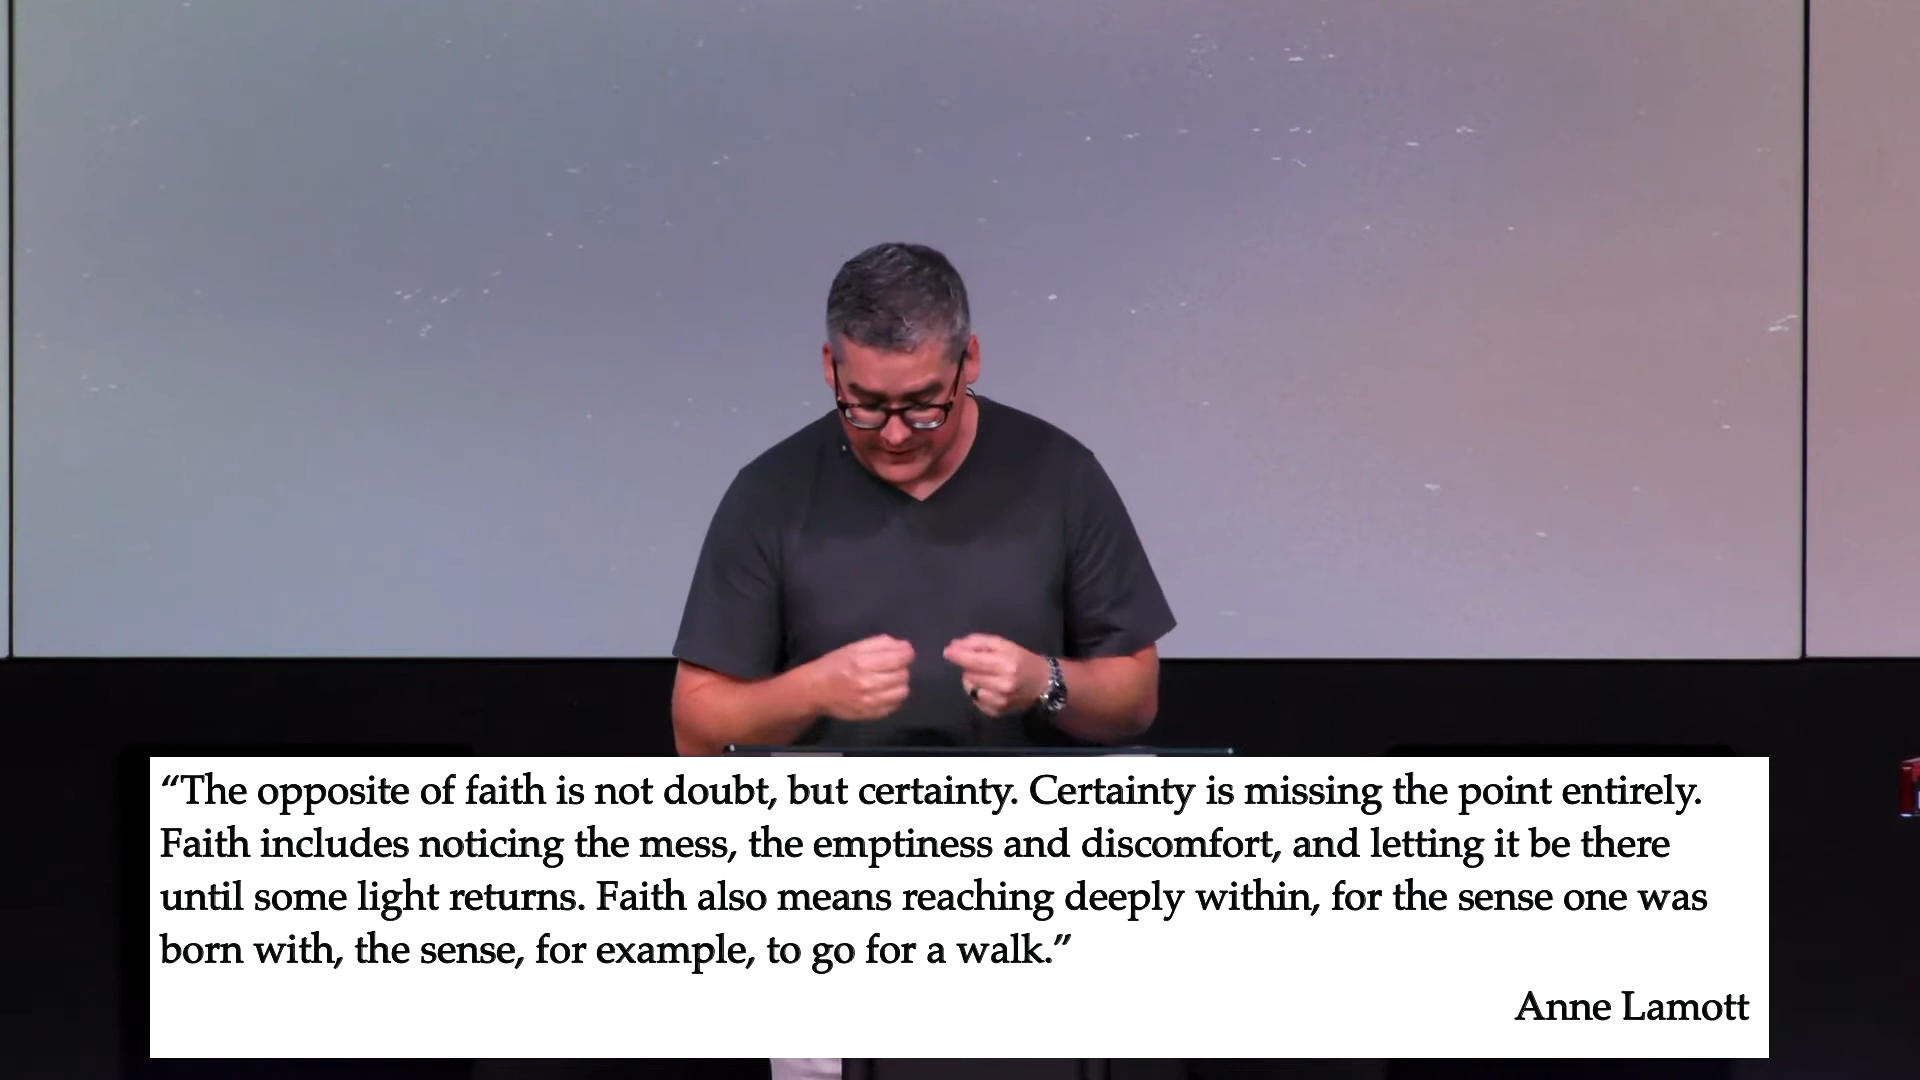 “The opposite of faith is not doubt, but certainty. Certainty is missing the point entirely.
Faith includes noticing the mess, the emptiness and discomfort, and letting it be there
until some light returns. Faith also means reaching deeply within, for the sense one was
born with, the sense, for example, to go for a walk.”
Anne Lamott